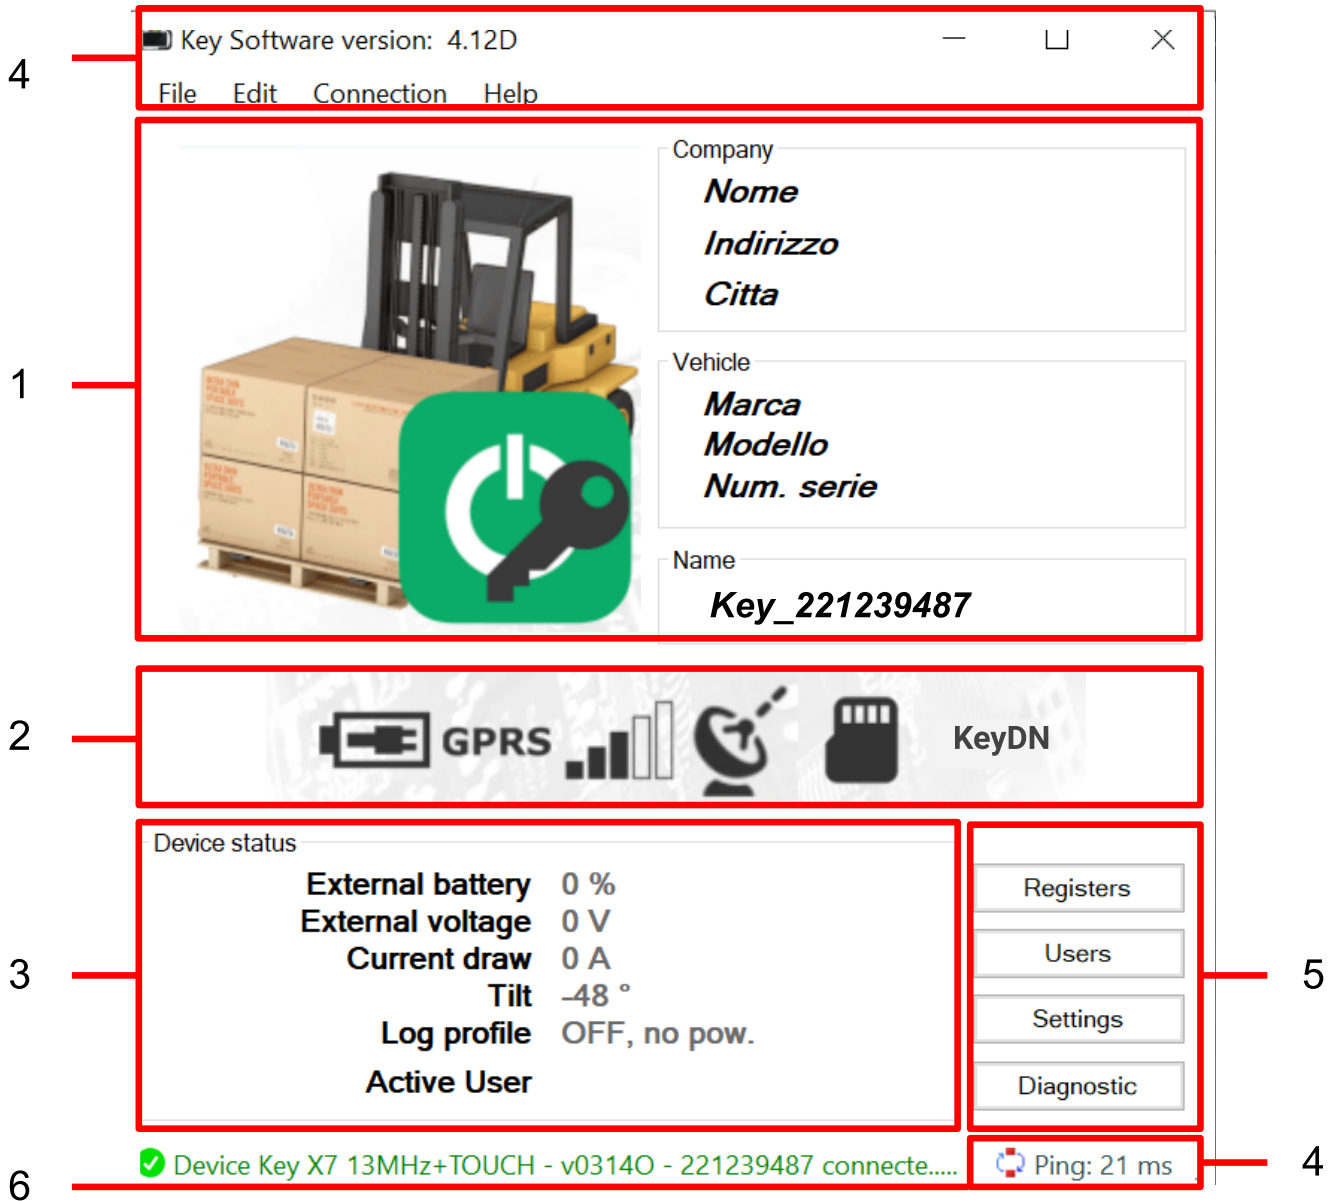 Key Software version: 4.12D
4
File Edit Connection Help
Company
Nome
Indirizzo
Citta
1
Vehicle
Marca
Modello
Num. serie
Name
Key_221239487
2
GPRS
KeyDN
Device status
External battery 0 %
External voltage 0 V
Current draw 0 A
Tilt -48 °
Log profile OFF, no pow.
Active User
3
Registers
Users
Settings
Diagnostic
5
Device Key X7 13MHz+TOUCH - v0314O - 221239487 connecte.....
Ping: 21 ms
4
6